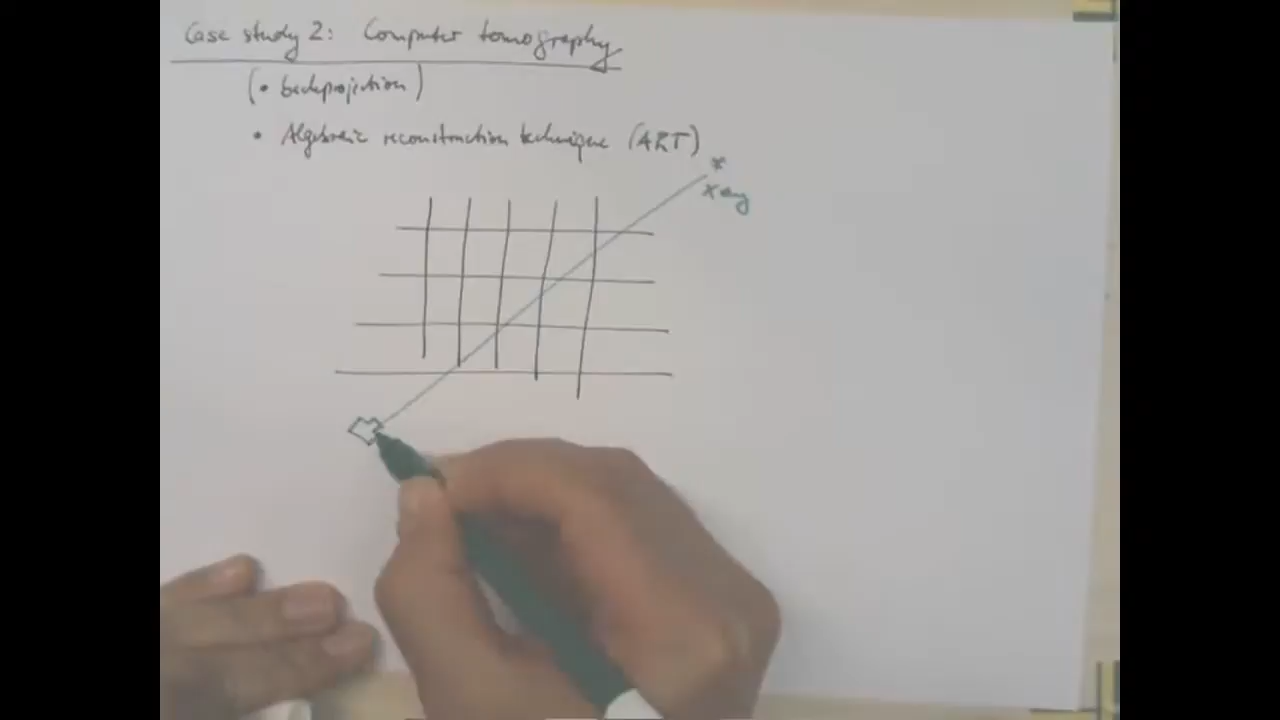 Case study 2: Computer tomography
(• backprojection)
• Algebraic reconstruction technique (ART)
x ray